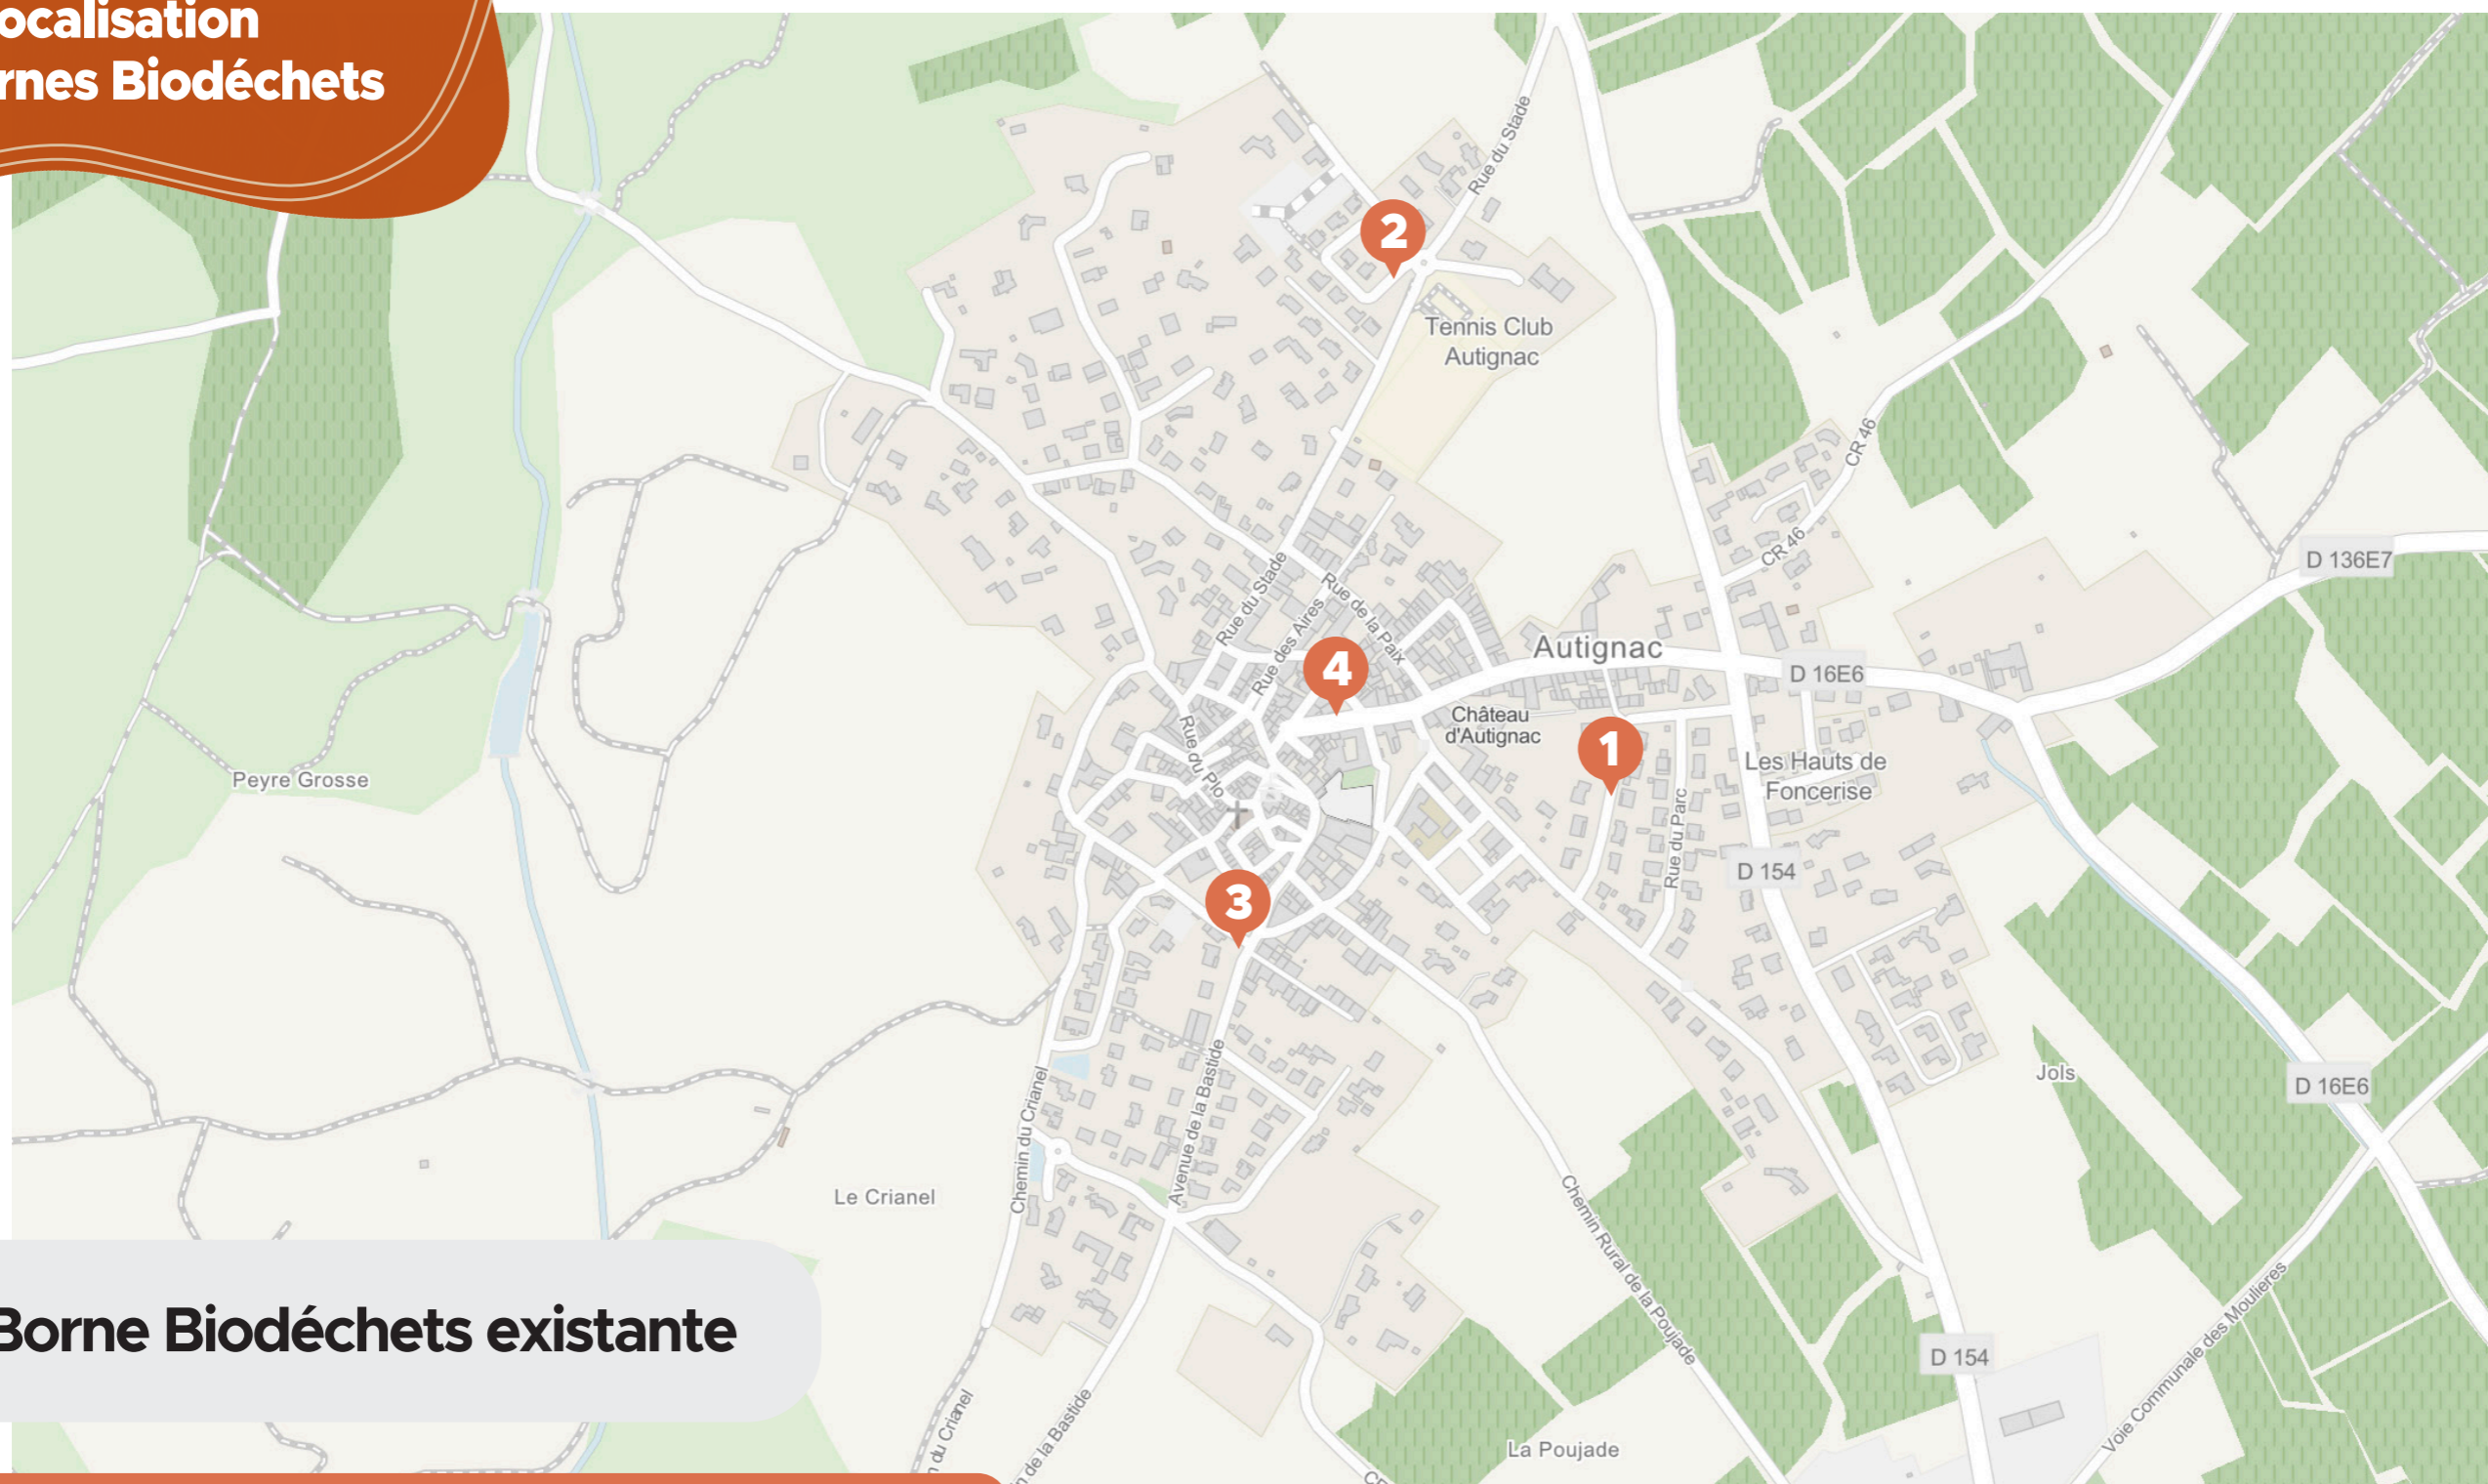 ocalisation
rnes Biodéchets
Rue du Stade
2
Tennis Club
Autignac
CR 46
CR 46
D 136E7
Rue du Stade
Rue des Aires
Rue de la Paix
Autignac
4
D 16E6
Château
d'Autignac
Rue du Plo
1
Les Hauts de
Foncerise
Peyre Grosse
Rue du Parc
D 154
3
Jols
D 16E6
Chemin du Crianel
Avenue de la Bastide
Le Crianel
Chemin Rural de la Poujade
Voie Communale des Moulieres
Borne Biodéchets existante
D 154
n du Crianel
n de la Bastide
La Poujade